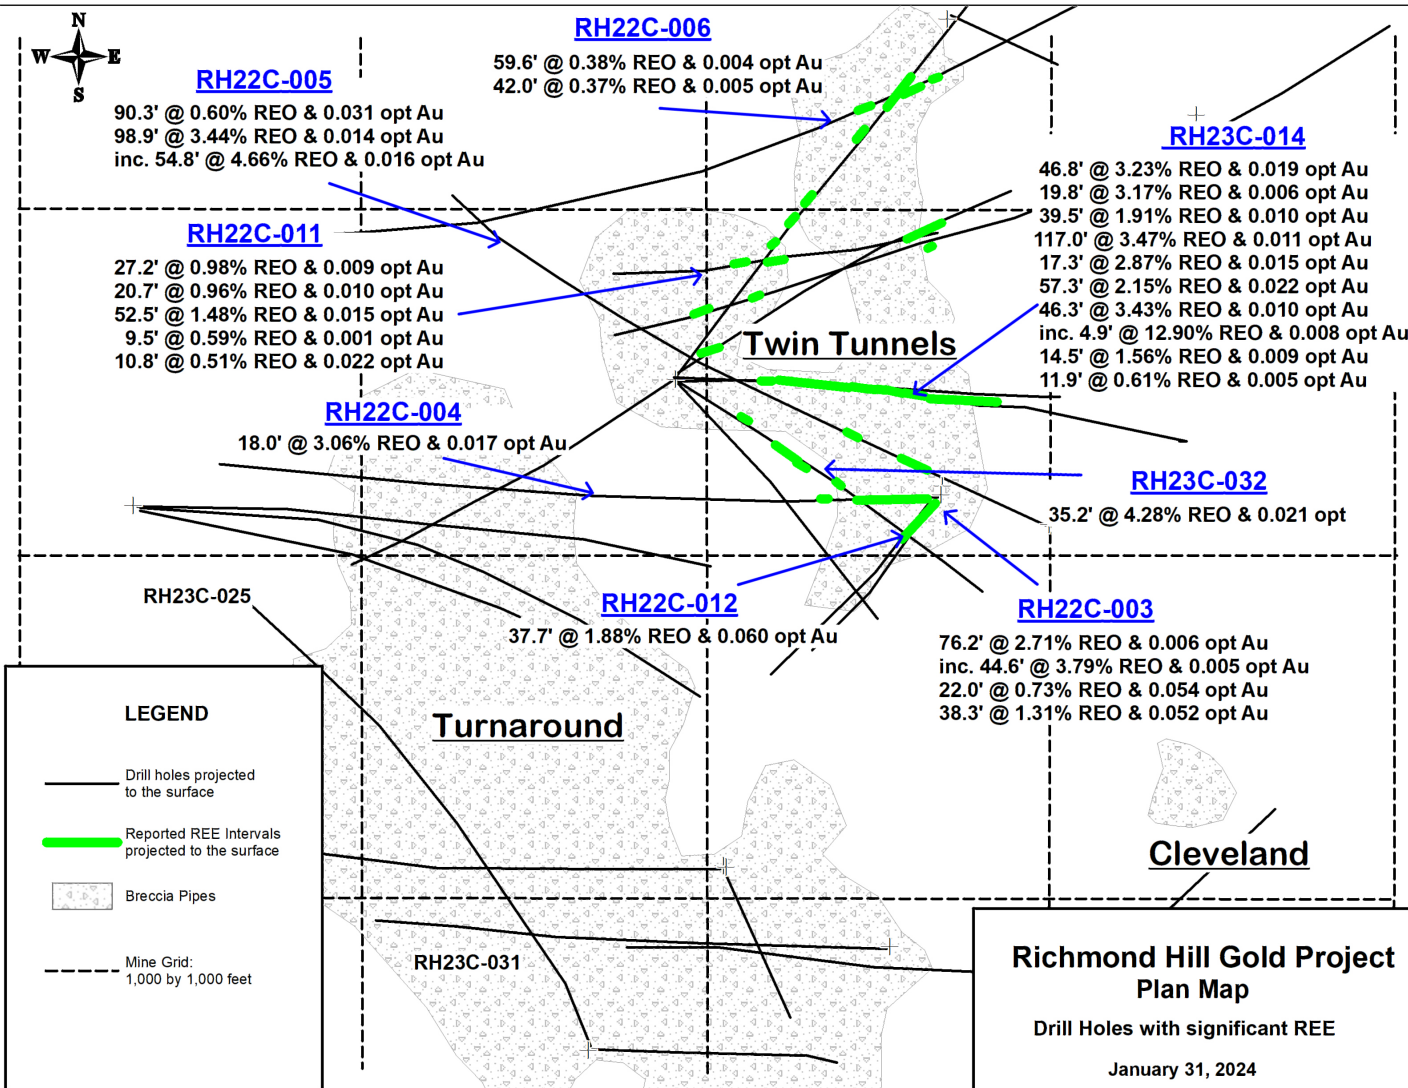 N
W E
S
RH22C-006
59.6' @ 0.38% REO & 0.004 opt Au
42.0' @ 0.37% REO & 0.005 opt Au
RH22C-005
90.3' @ 0.60% REO & 0.031 opt Au
98.9' @ 3.44% REO & 0.014 opt Au
inc. 54.8' @ 4.66% REO & 0.016 opt Au
RH23C-014
46.8' @ 3.23% REO & 0.019 opt Au
19.8' @ 3.17% REO & 0.006 opt Au
39.5' @ 1.91% REO & 0.010 opt Au
117.0' @ 3.47% REO & 0.011 opt Au
17.3' @ 2.87% REO & 0.015 opt Au
57.3' @ 2.15% REO & 0.022 opt Au
46.3' @ 3.43% REO & 0.010 opt Au
inc. 4.9' @ 12.90% REO & 0.008 opt Au
14.5' @ 1.56% REO & 0.009 opt Au
11.9' @ 0.61% REO & 0.005 opt Au
RH22C-011
27.2' @ 0.98% REO & 0.009 opt Au
20.7' @ 0.96% REO & 0.010 opt Au
52.5' @ 1.48% REO & 0.015 opt Au
9.5' @ 0.59% REO & 0.001 opt Au
10.8' @ 0.51% REO & 0.022 opt Au
Twin Tunnels
RH22C-004
18.0' @ 3.06% REO & 0.017 opt Au
RH23C-032
35.2' @ 4.28% REO & 0.021 opt
RH23C-025
RH22C-012
37.7' @ 1.88% REO & 0.060 opt Au
RH22C-003
76.2' @ 2.71% REO & 0.006 opt Au
inc. 44.6' @ 3.79% REO & 0.005 opt Au
22.0' @ 0.73% REO & 0.054 opt Au
38.3' @ 1.31% REO & 0.052 opt Au
Turnaround
Cleveland
RH23C-031
LEGEND
Drill holes projected
to the surface
Reported REE Intervals
projected to the surface
Breccia Pipes
Mine Grid:
1,000 by 1,000 feet
Richmond Hill Gold Project
Plan Map
Drill Holes with significant REE
January 31, 2024